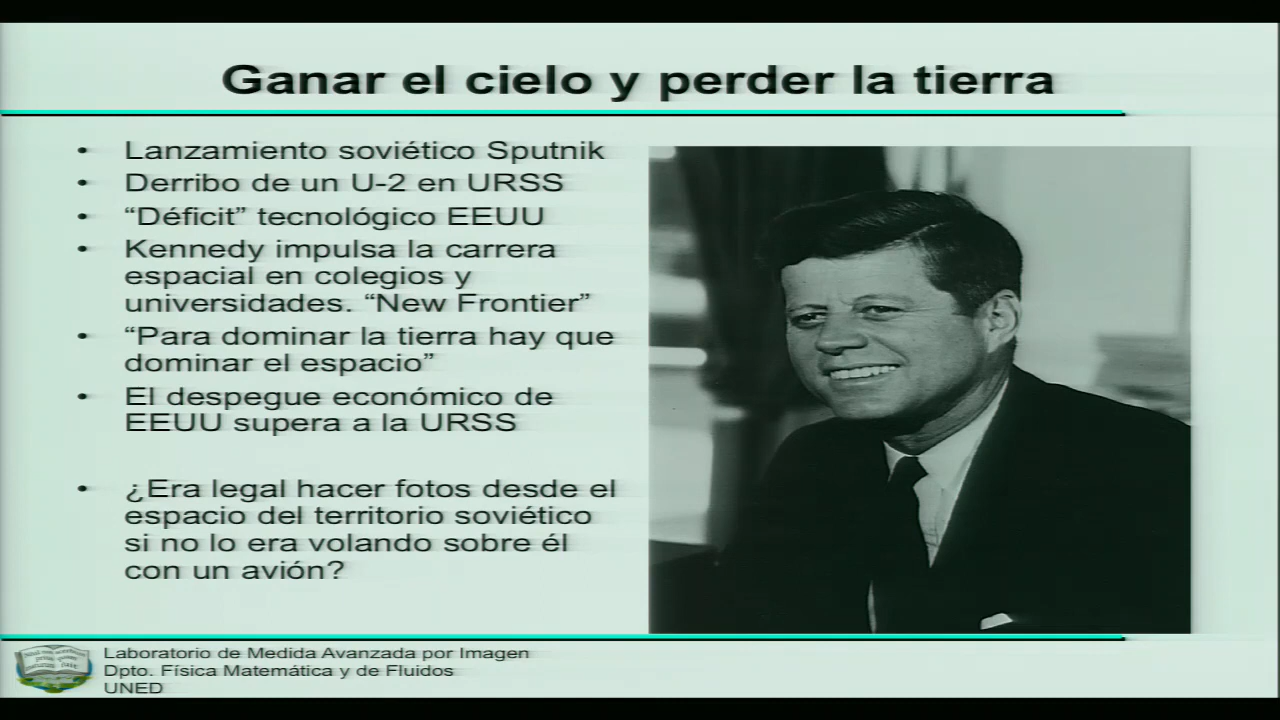 Ganar el cielo y perder la tierra
• Lanzamiento soviético Sputnik
• Derribo de un U-2 en URSS
• “Déficit” tecnológico EEUU
• Kennedy impulsa la carrera
espacial en colegios y
universidades. “New Frontier”
• “Para dominar la tierra hay que
dominar el espacio”
• El despegue económico de
EEUU supera a la URSS
• ¿Era legal hacer fotos desde el
espacio del territorio soviético
si no lo era volando sobre él
con un avión?
Laboratorio de Medida Avanzada por Imagen
Dpto. Física Matemática y de Fluidos
UNED